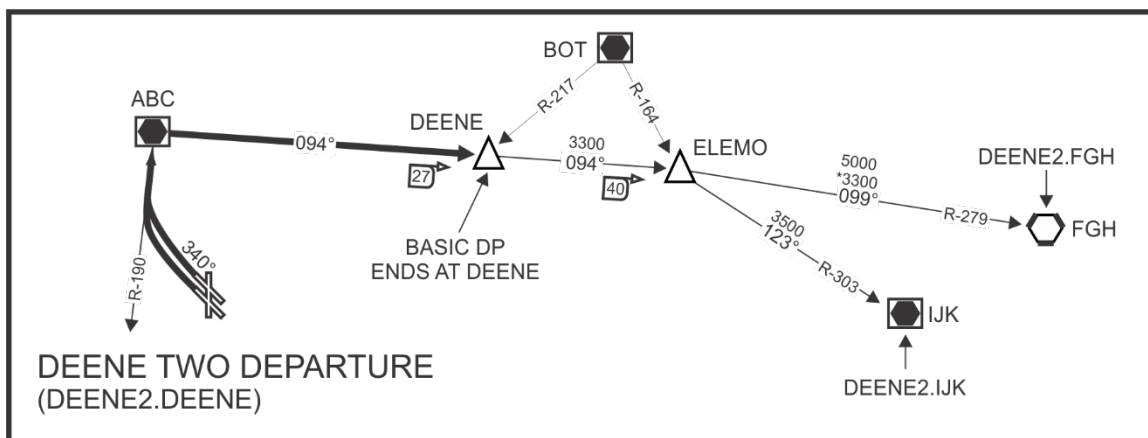 BOT
ABC
R-217
R-164
DEENE
094°
3300
094°
ELEMO
27
40
5000
*3300
099°
DEENE2.FGH
R-279
FGH
BASIC DP
ENDS AT DEENE
3500
123°
R-303
340°
R-190
IJK
DEENE2.IJK
DEENE TWO DEPARTURE
(DEENE2.DEENE)